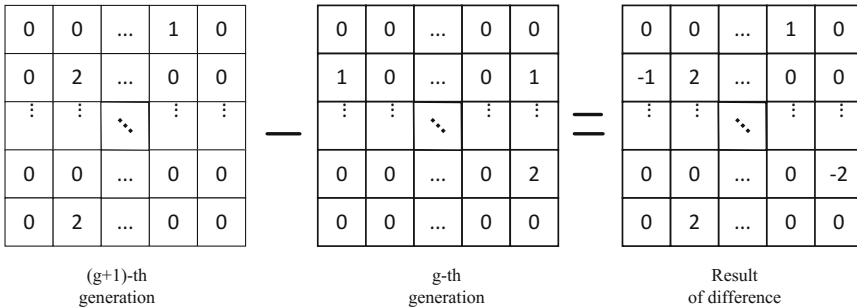 0 0 ... 1 0 0 0 ... 0 0 0 0 ... 1 0
0 2 ... 0 0 1 0 ... 0 1 -1 2 ... 0 0
⋮ ⋮ ⋱ ⋮ ⋮ — ⋮ ⋮ ⋱ ⋮ ⋮ = ⋮ ⋮ ⋱ ⋮ ⋮
0 0 ... 0 0 0 0 ... 0 2 0 0 ... 0 -2
0 2 ... 0 0 0 0 ... 0 0 0 2 ... 0 0
(g+1)-th
generation
g-th
generation
Result
of difference